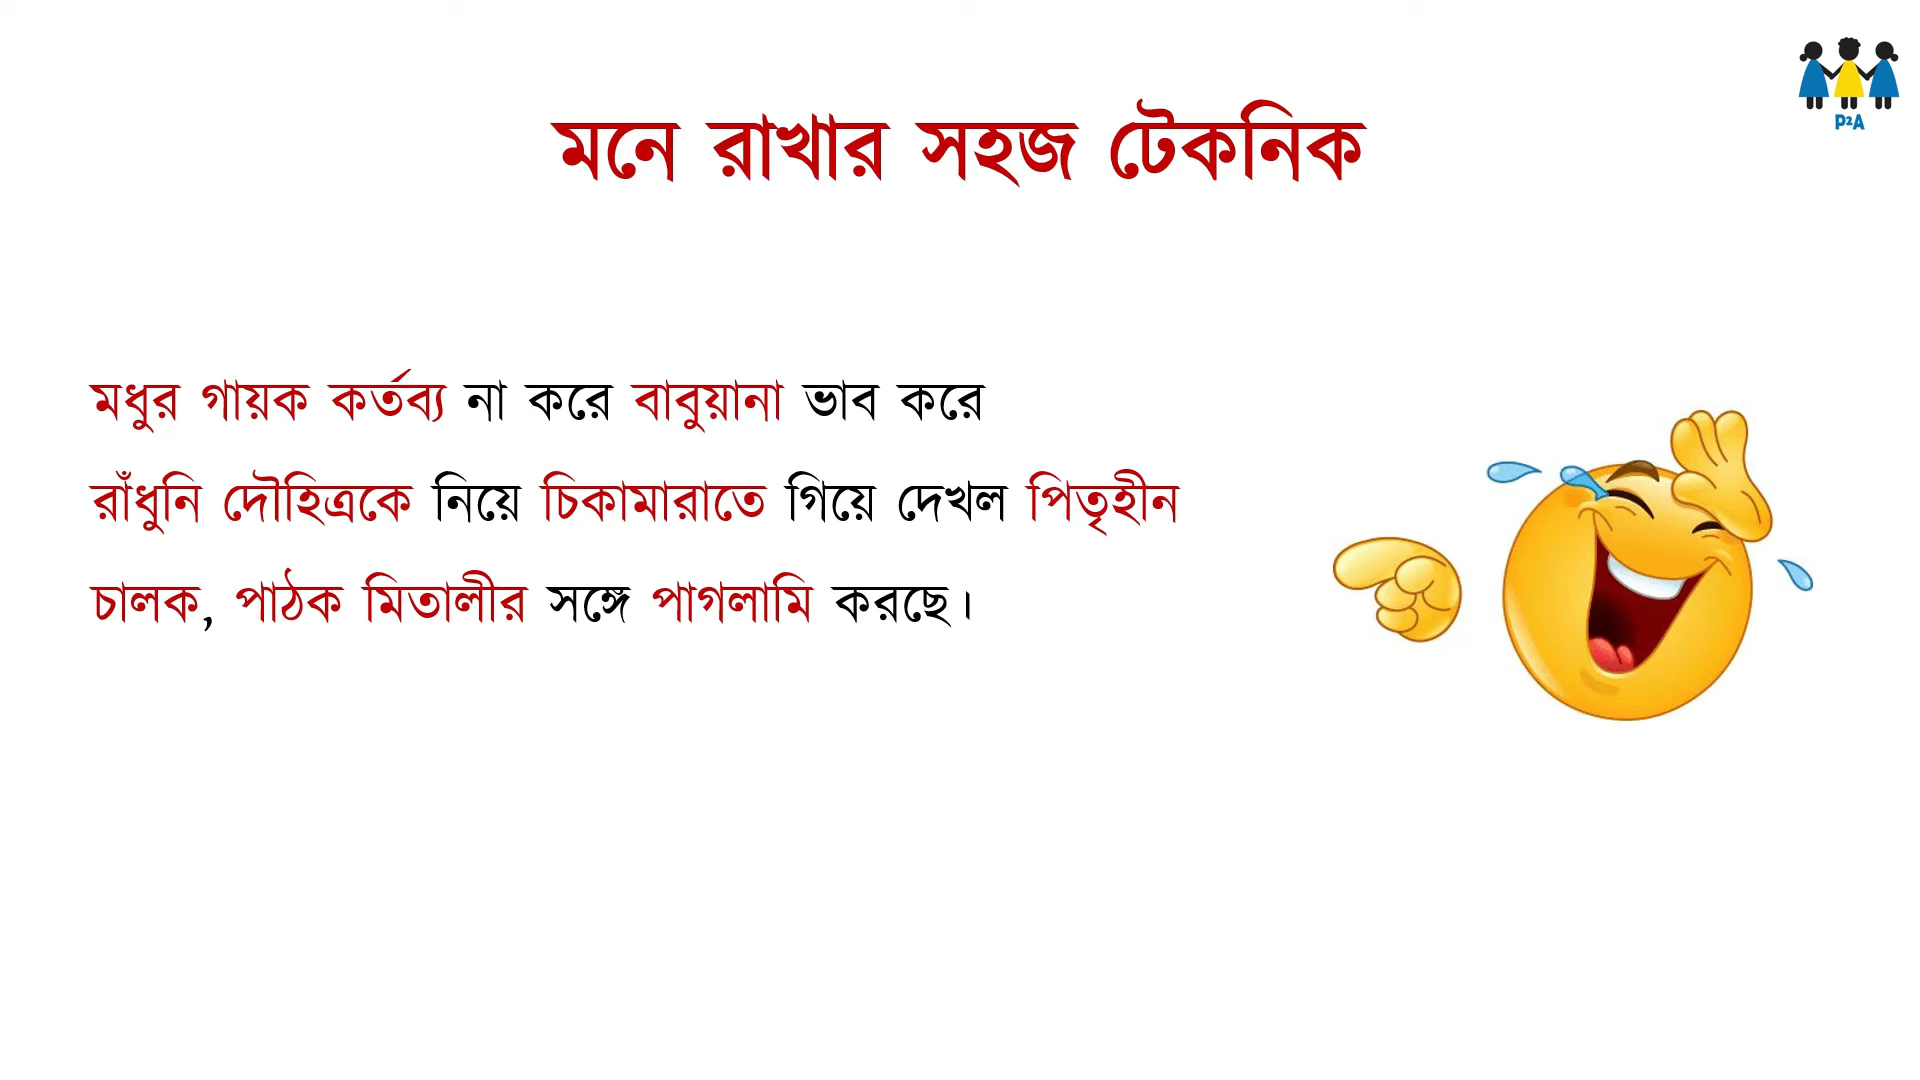 P²A
মনে রাখার সহজ টেকনিক
মধুর গায়ক কর্তব্য না করে বাবুয়ানা ভাব করে
রাঁধুনি দৌহিত্রকে নিয়ে চিকামারাতে গিয়ে দেখল পিতৃহীন
চালক, পাঠক মিতালীর সঙ্গে পাগলামি করছে।